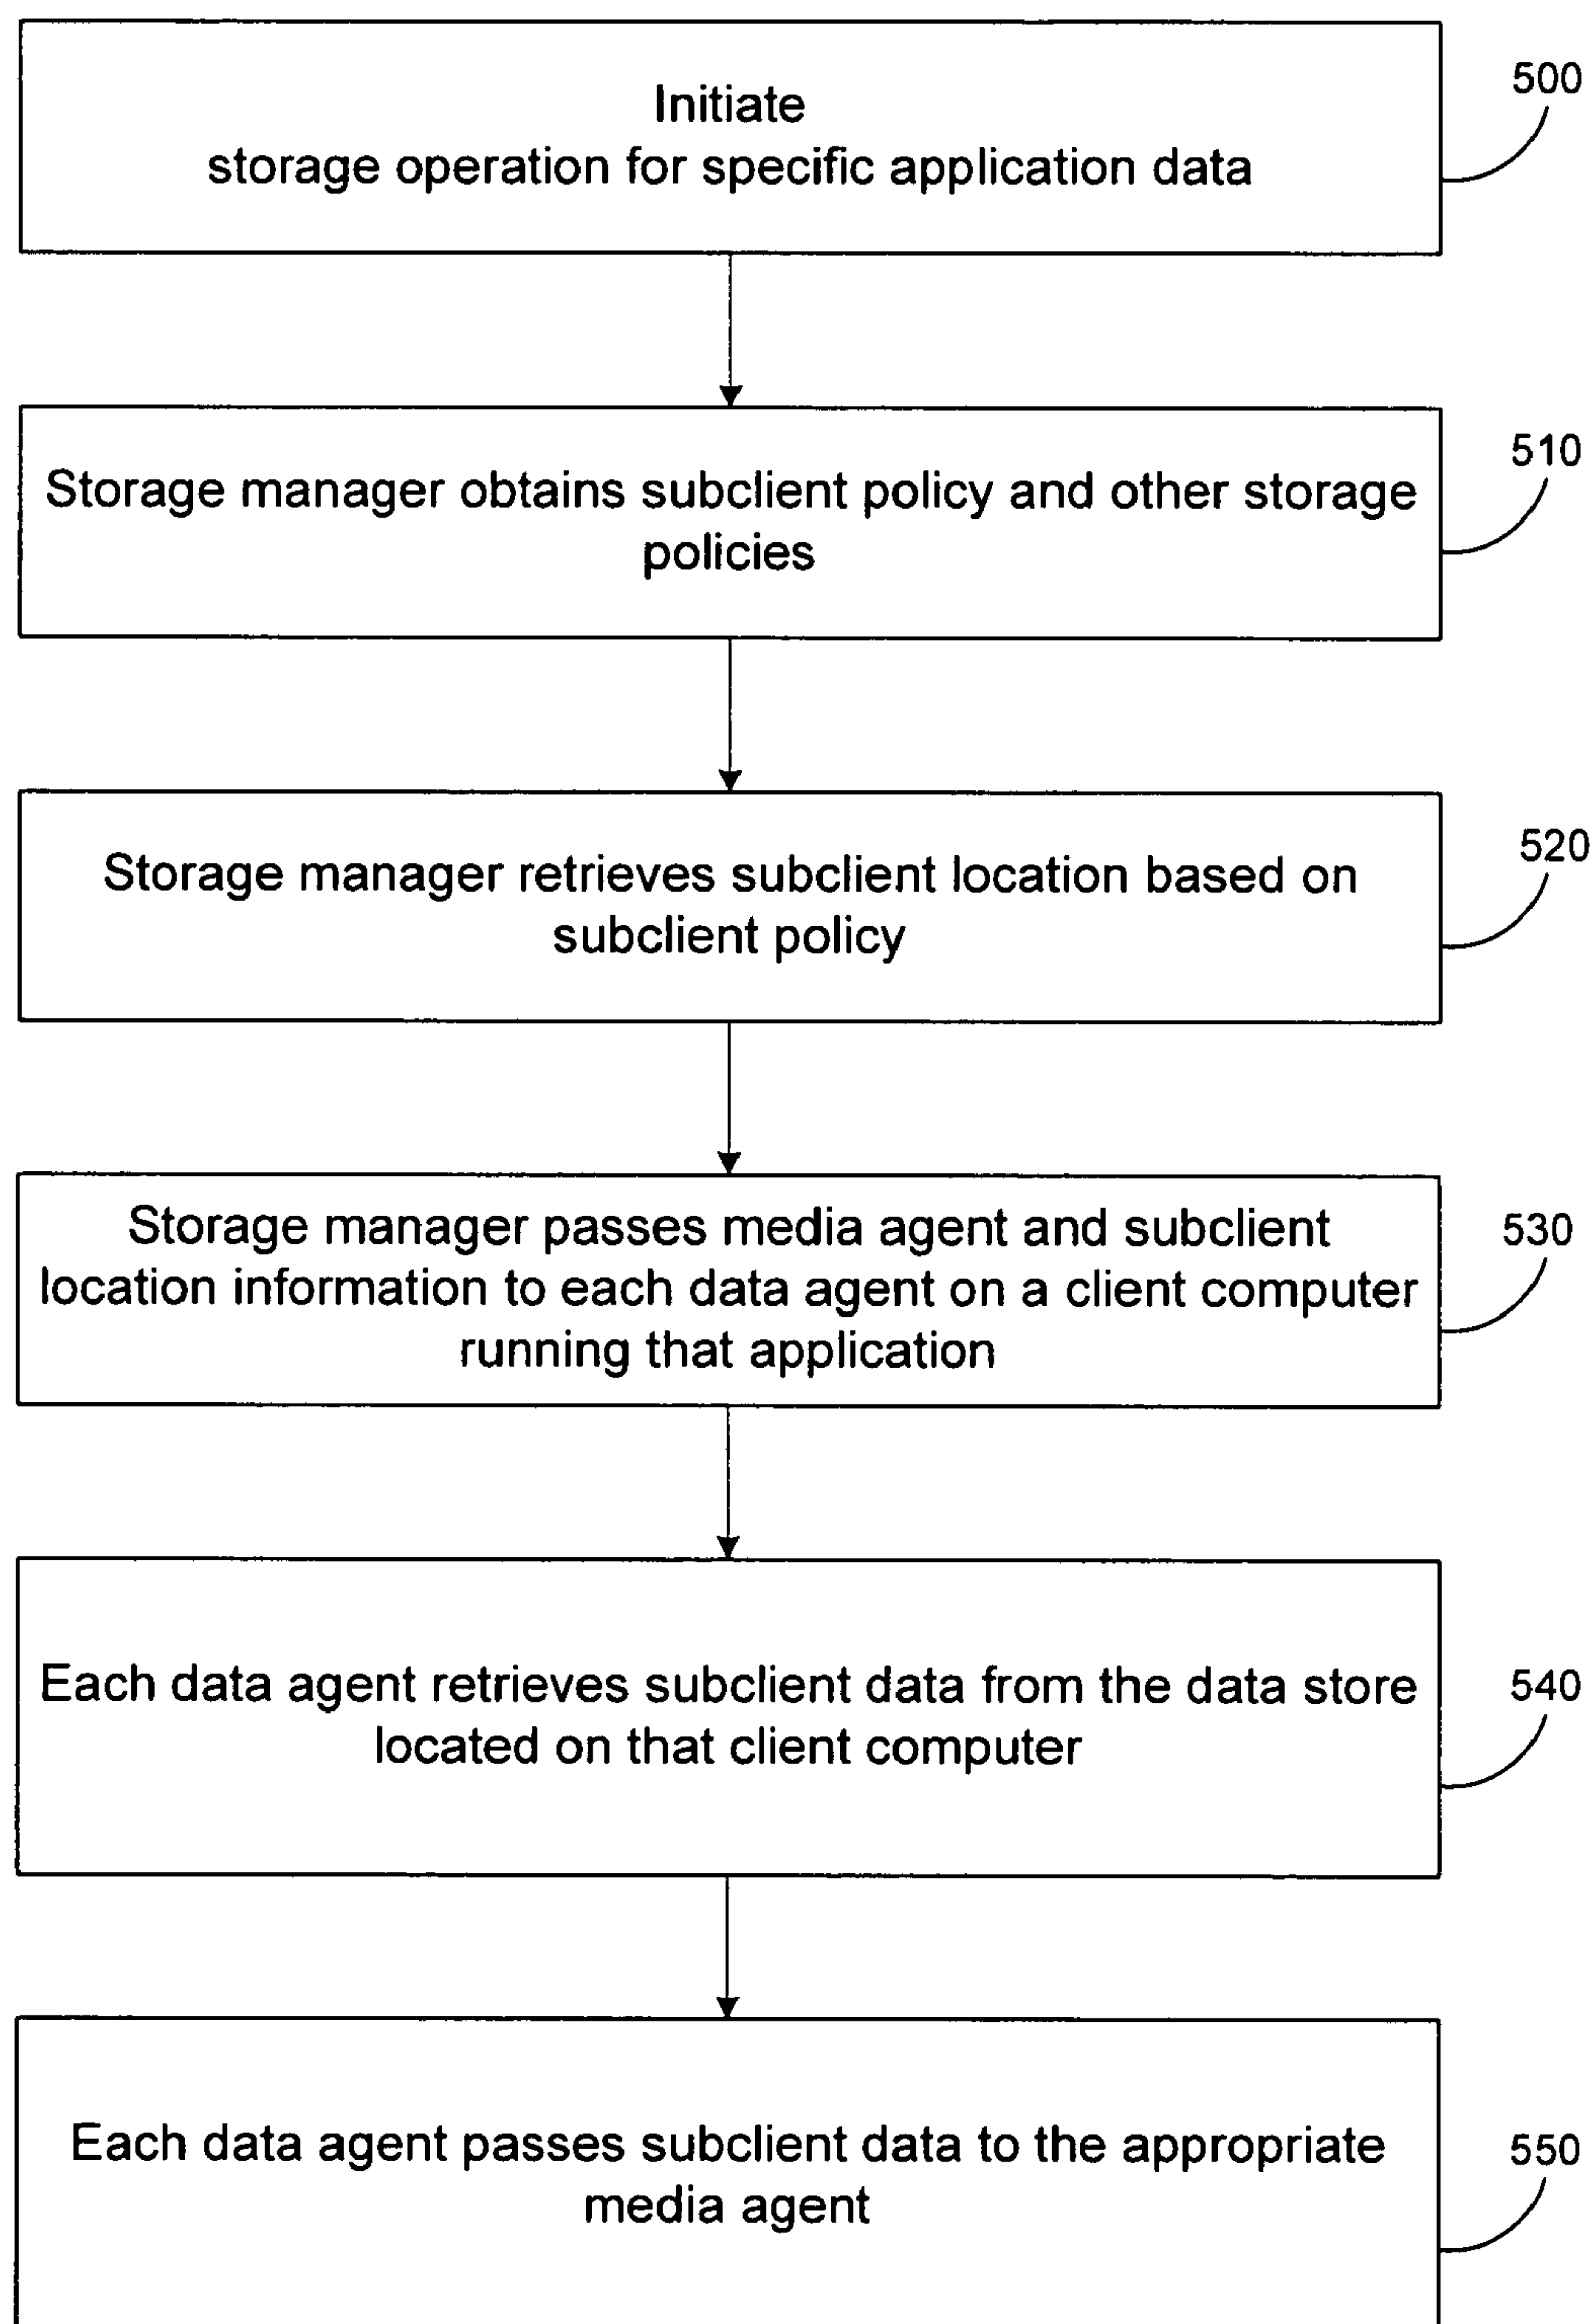 Initiate
storage operation for specific application data
500
Storage manager obtains subclient policy and other storage
policies
510
Storage manager retrieves subclient location based on
subclient policy
520
Storage manager passes media agent and subclient
location information to each data agent on a client computer
running that application
530
Each data agent retrieves subclient data from the data store
located on that client computer
540
Each data agent passes subclient data to the appropriate
media agent
550